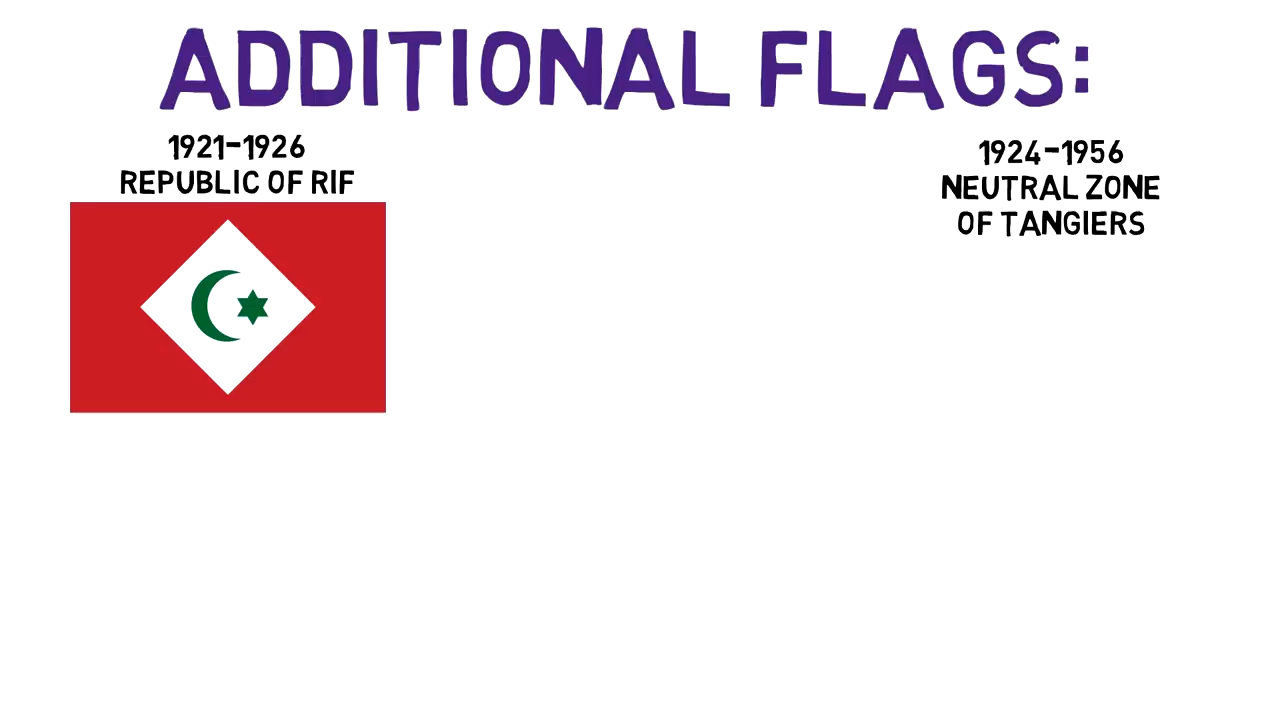 ADDITIONAL FLAGS:
1921-1926
REPUBLIC OF RIF
1924-1956
NEUTRAL ZONE
OF TANGIERS